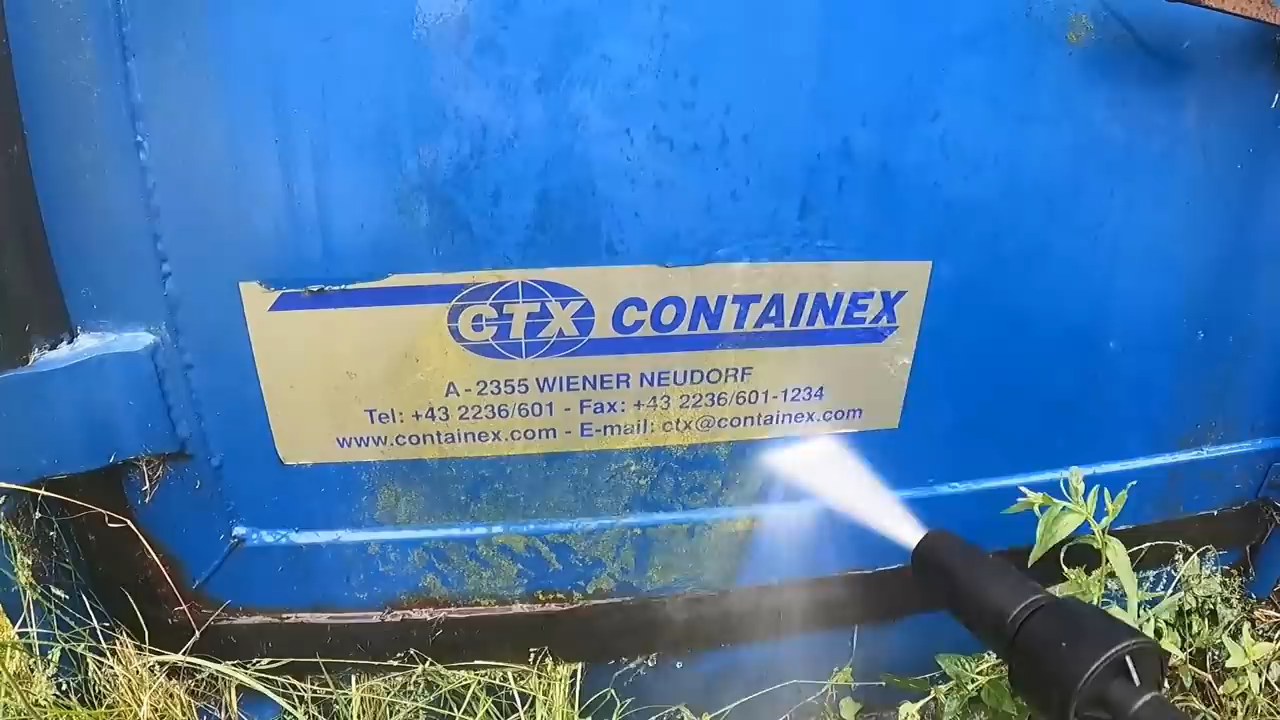 CTX CONTAINEX
A-2355 WIENER NEUDORF
Tel: +43 2236/601 - Fax: +43 2236/601-1234
www.containex.com - E-mail: ctx@containex.com